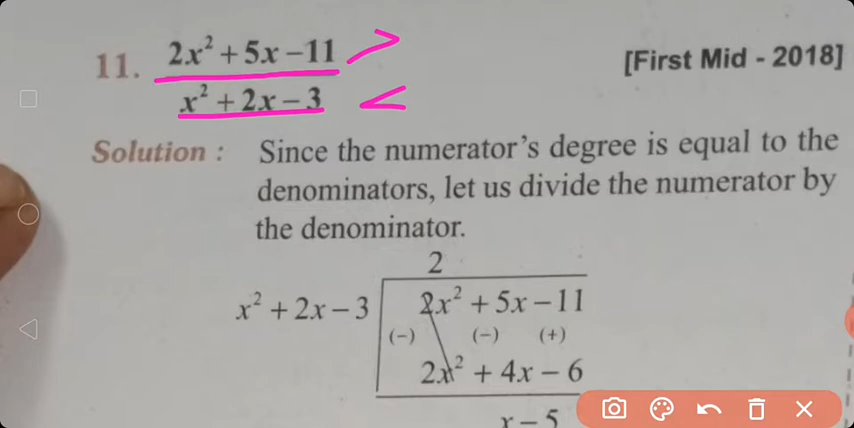 11. 2x² + 5x – 11
[First Mid - 2018]
x² + 2x – 3
Solution : Since the numerator's degree is equal to the
denominators, let us divide the numerator by
the denominator.
2
x² + 2x – 3 2x² + 5x – 11
(–) (–) (+)
2x² + 4x – 6
x – 5